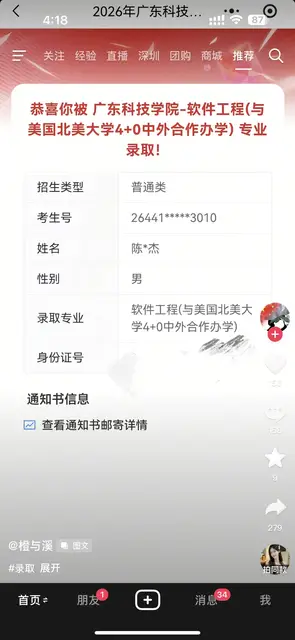 2026年广东科技...
4:18
87
关注 经验 直播 深圳 团购 商城 推荐
恭喜你被 广东科技学院-软件工程(与
美国北美大学4+0中外合作办学) 专业
录取!
招生类型 普通类
考生号 26441*****3010
姓名 陈*杰
性别 男
录取专业 软件工程(与美国北美大
学4+0中外合作办学)
身份证号
通知书信息
查看通知书邮寄详情
279
@橙与溪 图文
拍同款
#录取 展开
首页 朋友 1 消息 34 我